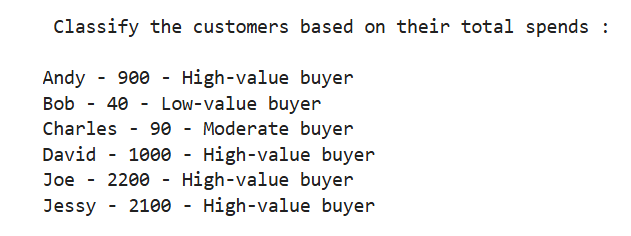 Classify the customers based on their total spends :
Andy - 900 - High-value buyer
Bob - 40 - Low-value buyer
Charles - 90 - Moderate buyer
David - 1000 - High-value buyer
Joe - 2200 - High-value buyer
Jessy - 2100 - High-value buyer